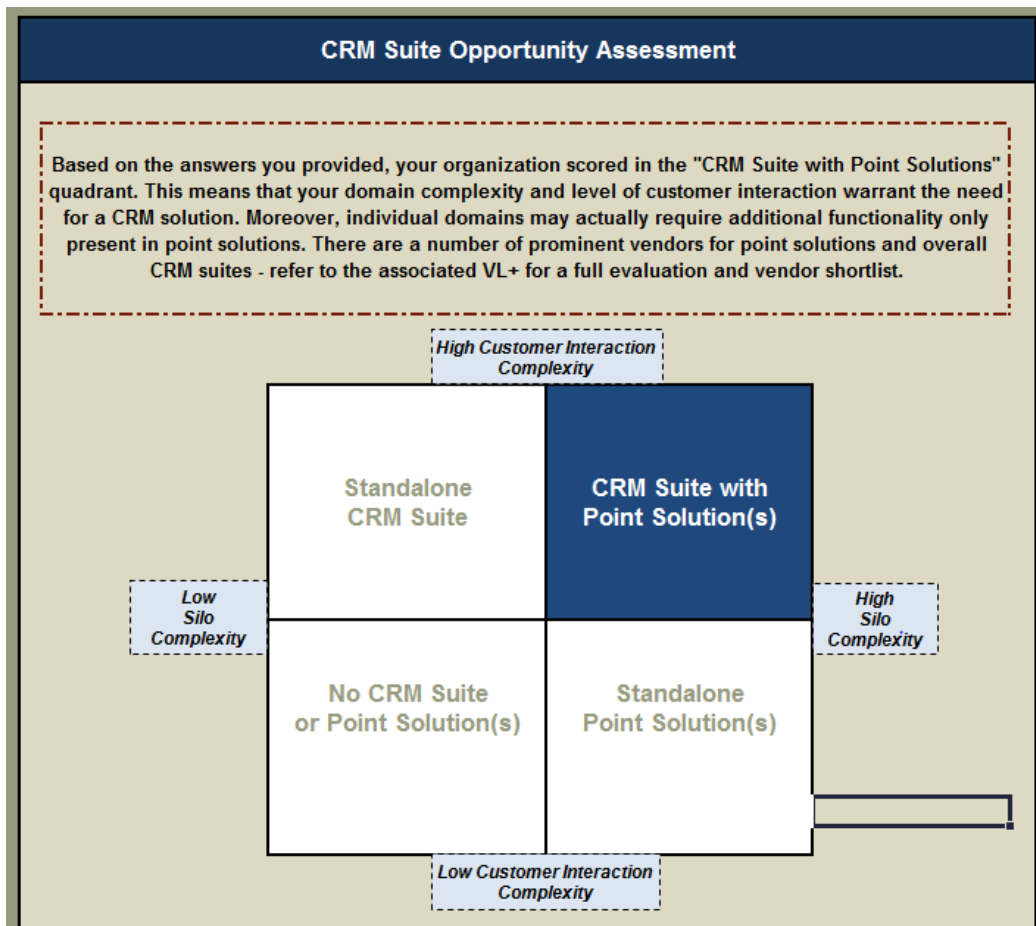 CRM Suite Opportunity Assessment
Based on the answers you provided, your organization scored in the "CRM Suite with Point Solutions"
quadrant. This means that your domain complexity and level of customer interaction warrant the need
for a CRM solution. Moreover, individual domains may actually require additional functionality only
present in point solutions. There are a number of prominent vendors for point solutions and overall
CRM suites - refer to the associated VL+ for a full evaluation and vendor shortlist.
High Customer Interaction
Complexity
Standalone
CRM Suite
CRM Suite with
Point Solution(s)
Low
Silo
Complexity
High
Silo
Complexity
No CRM Suite
or Point Solution(s)
Standalone
Point Solution(s)
Low Customer Interaction
Complexity